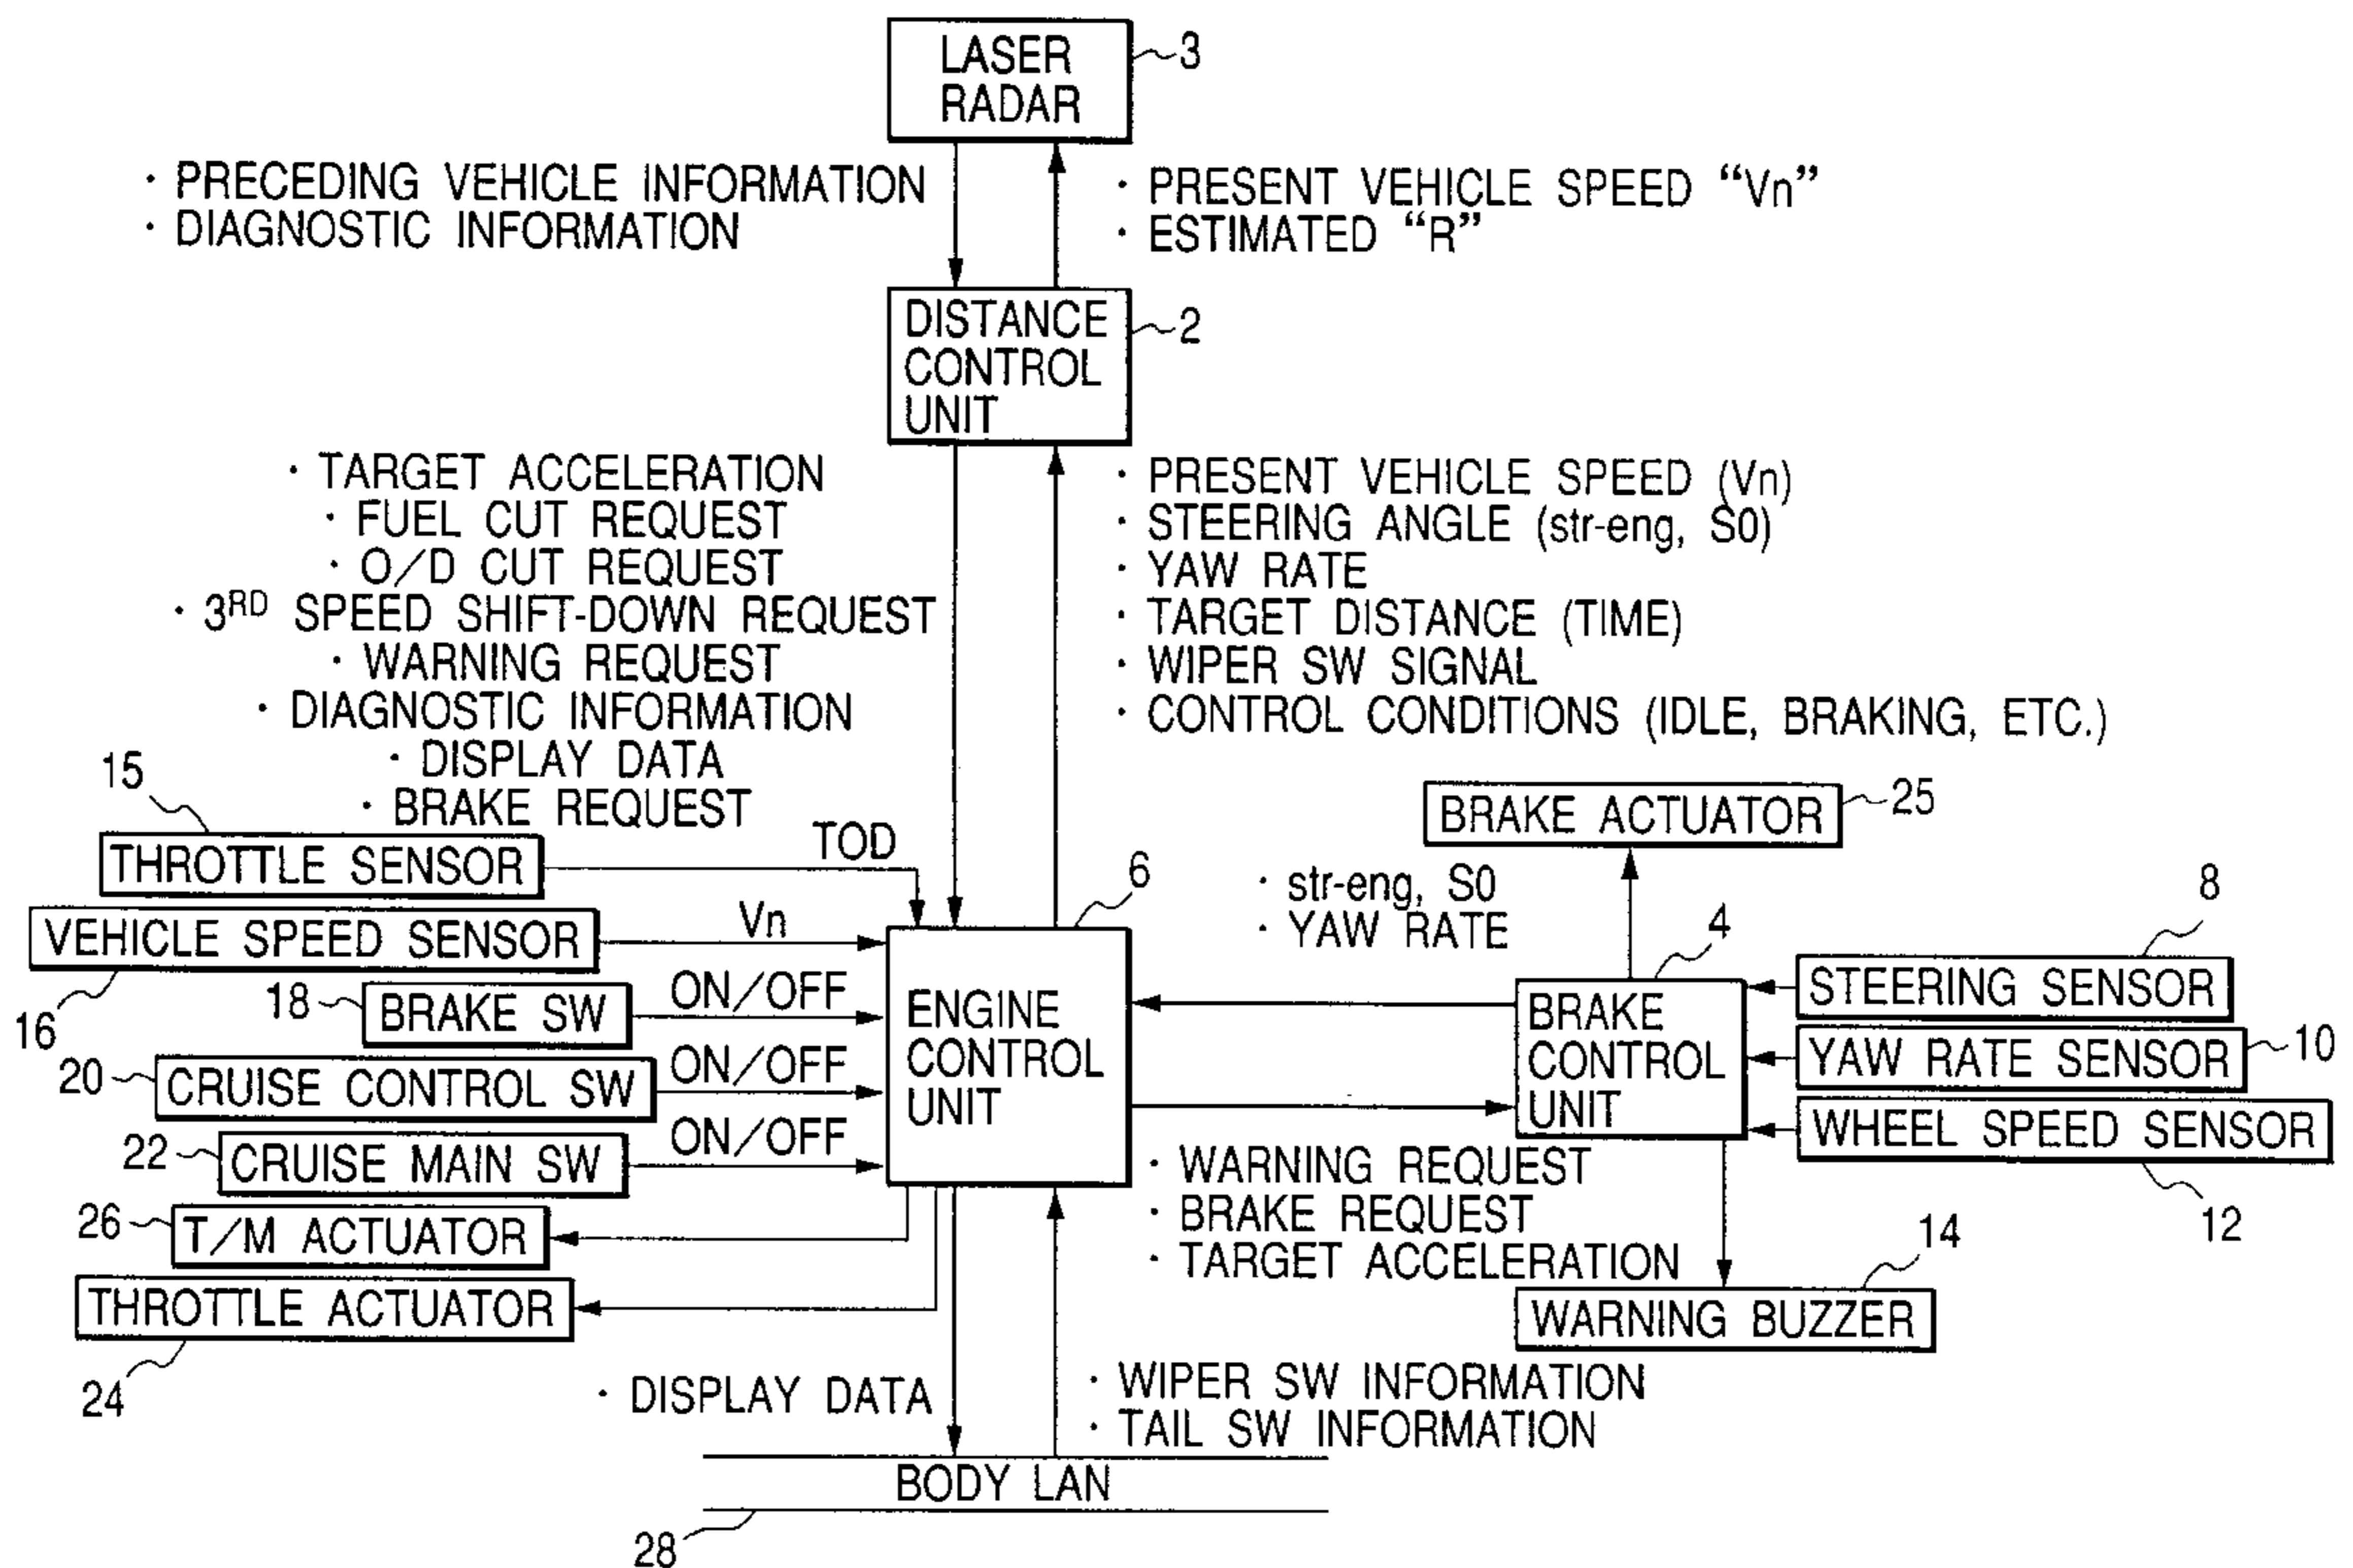 LASER
RADAR
3
· PRECEDING VEHICLE INFORMATION
· DIAGNOSTIC INFORMATION
· PRESENT VEHICLE SPEED “Vn”
· ESTIMATED “R”
DISTANCE
CONTROL
UNIT
2
· TARGET ACCELERATION
· FUEL CUT REQUEST
· O/D CUT REQUEST
· 3RD SPEED SHIFT-DOWN REQUEST
· WARNING REQUEST
· DIAGNOSTIC INFORMATION
· DISPLAY DATA
· BRAKE REQUEST
· PRESENT VEHICLE SPEED (Vn)
· STEERING ANGLE (str-eng, S0)
· YAW RATE
· TARGET DISTANCE (TIME)
· WIPER SW SIGNAL
· CONTROL CONDITIONS (IDLE, BRAKING, ETC.)
15
THROTTLE SENSOR
TOD
VEHICLE SPEED SENSOR
Vn
16
18
BRAKE SW
ON/OFF
20
CRUISE CONTROL SW
ON/OFF
22
CRUISE MAIN SW
ON/OFF
26
T/M ACTUATOR
THROTTLE ACTUATOR
24
6
ENGINE
CONTROL
UNIT
· str-eng, S0
· YAW RATE
BRAKE ACTUATOR
25
4
BRAKE
CONTROL
UNIT
8
STEERING SENSOR
YAW RATE SENSOR
10
WHEEL SPEED SENSOR
12
· WARNING REQUEST
· BRAKE REQUEST
· TARGET ACCELERATION
14
WARNING BUZZER
· DISPLAY DATA
· WIPER SW INFORMATION
· TAIL SW INFORMATION
BODY LAN
28